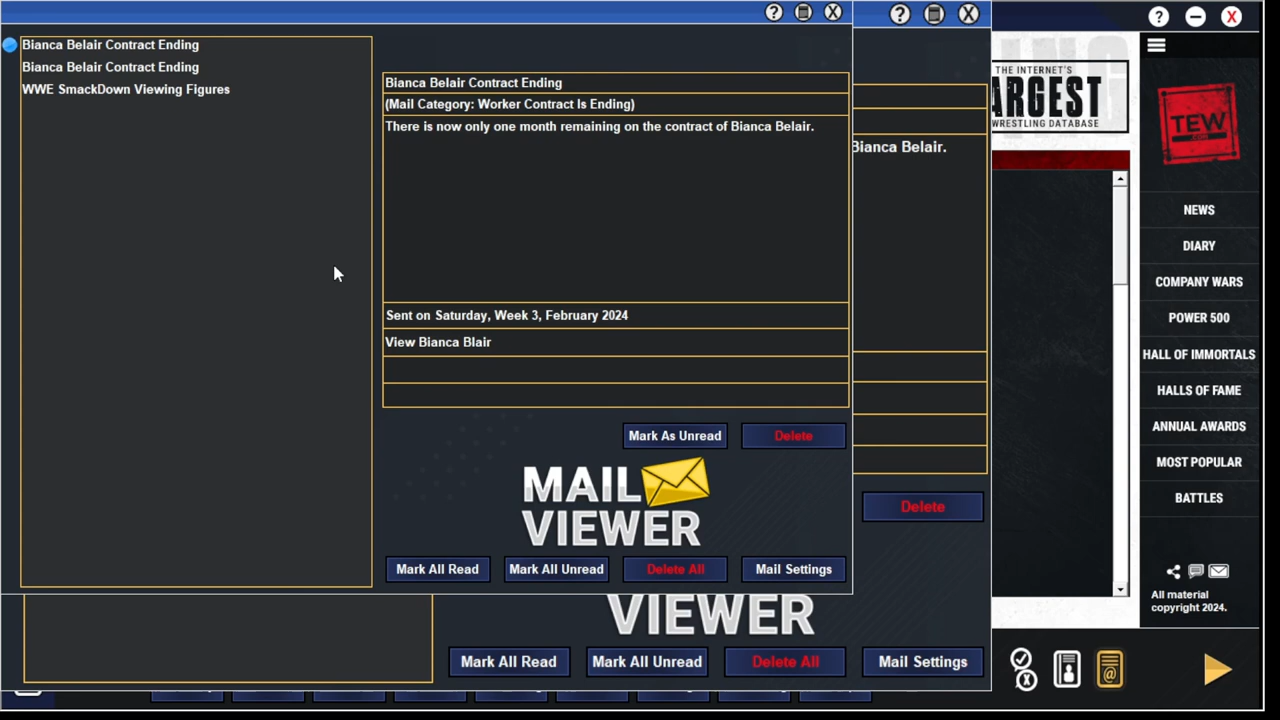 ?
X
?
X
?
X
Bianca Belair Contract Ending
Bianca Belair Contract Ending
WWE SmackDown Viewing Figures
Bianca Belair Contract Ending
(Mail Category: Worker Contract Is Ending)
There is now only one month remaining on the contract of Bianca Belair.
Sent on Saturday, Week 3, February 2024
View Bianca Blair
Mark As Unread
Delete
MAIL
VIEWER
Mark All Read
Mark All Unread
Delete All
Mail Settings
Bianca Belair.
Delete
VIEWER
Mark All Read
Mark All Unread
Delete All
Mail Settings
THE INTERNET'S
ARGEST
WRESTLING DATABASE
TEW
.COM
NEWS
DIARY
COMPANY WARS
POWER 500
HALL OF IMMORTALS
HALLS OF FAME
ANNUAL AWARDS
MOST POPULAR
BATTLES
All material
copyright 2024.